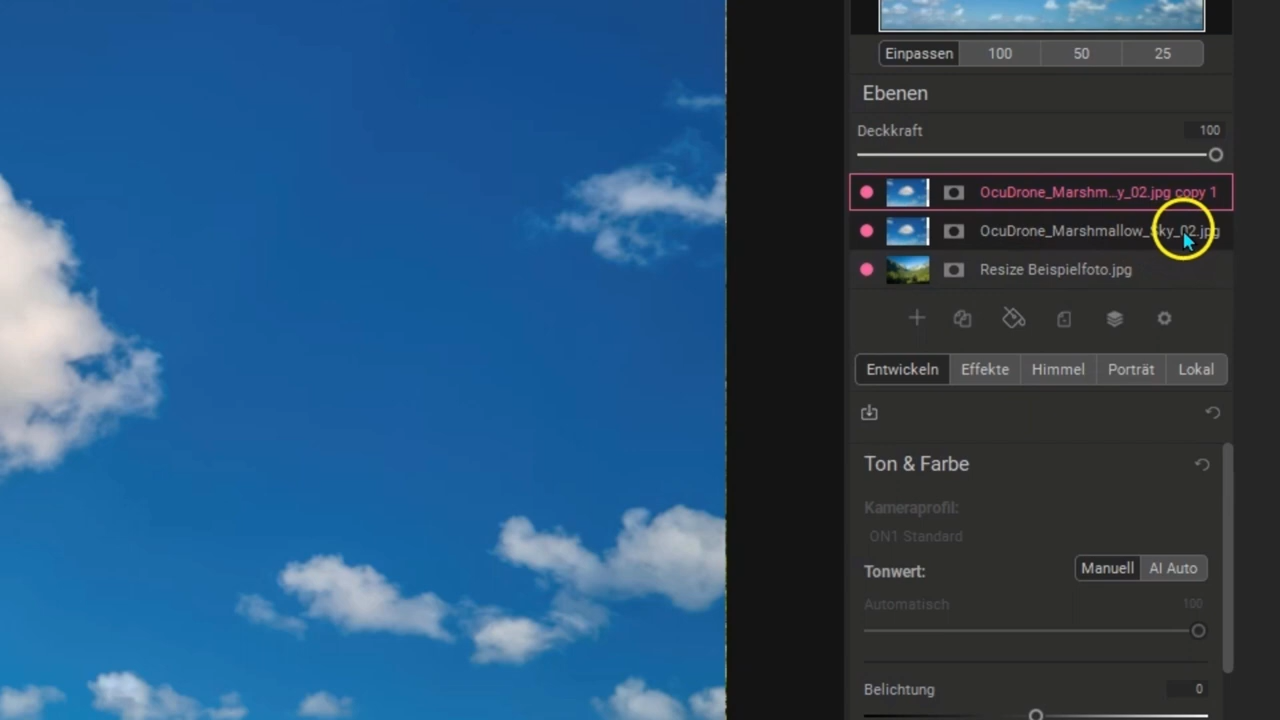 Einpassen 100 50 25
Ebenen
Deckkraft 100
OcuDrone_Marshm...y_02.jpg copy 1
OcuDrone_Marshmallow_Sky_02.jpg
Resize Beispielfoto.jpg
Entwickeln Effekte Himmel Porträt Lokal
Ton & Farbe
Kameraprofil:
ON1 Standard
Tonwert: Manuell AI Auto
Automatisch 100
Belichtung 0